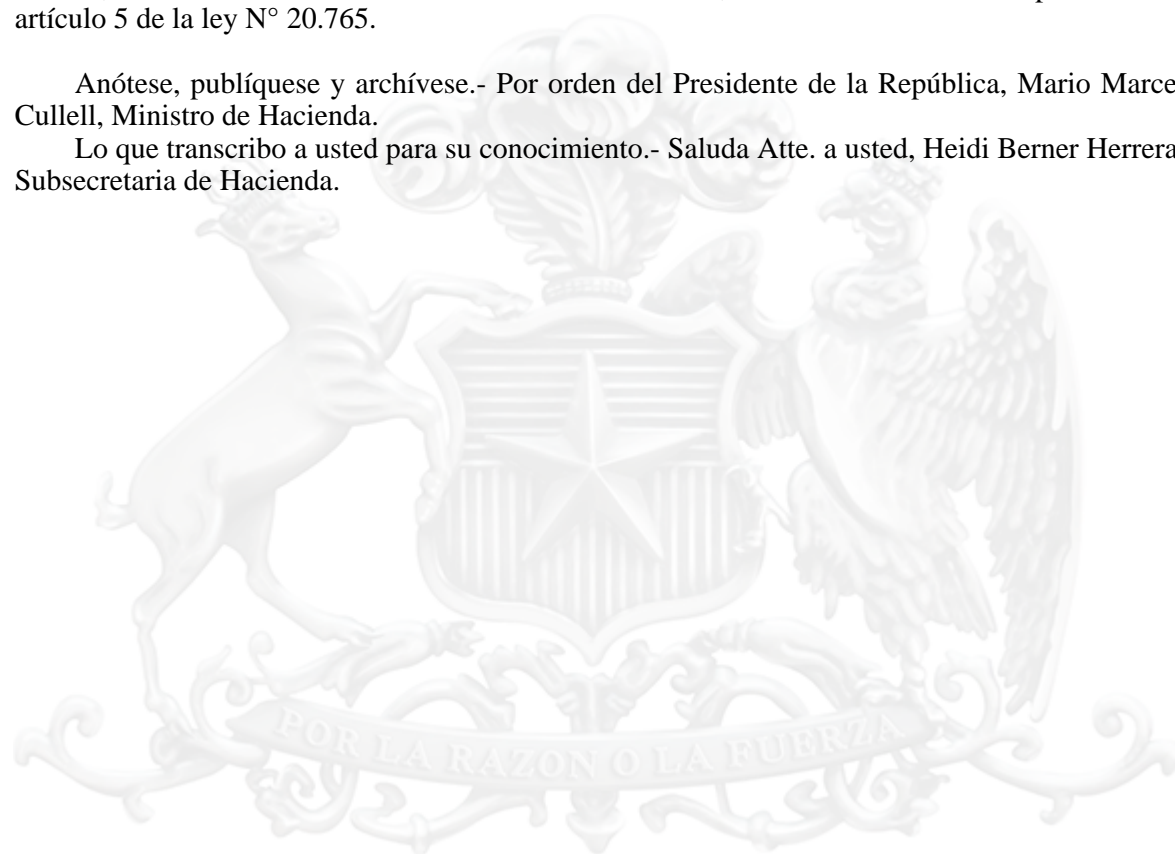 artículo 5 de la ley N° 20.765.
Anótese, publíquese y archívese.- Por orden del Presidente de la República, Mario Marce
Cullell, Ministro de Hacienda.
Lo que transcribo a usted para su conocimiento.- Saluda Atte. a usted, Heidi Berner Herrera
Subsecretaria de Hacienda.
POR LA RAZON O LA FUERZA